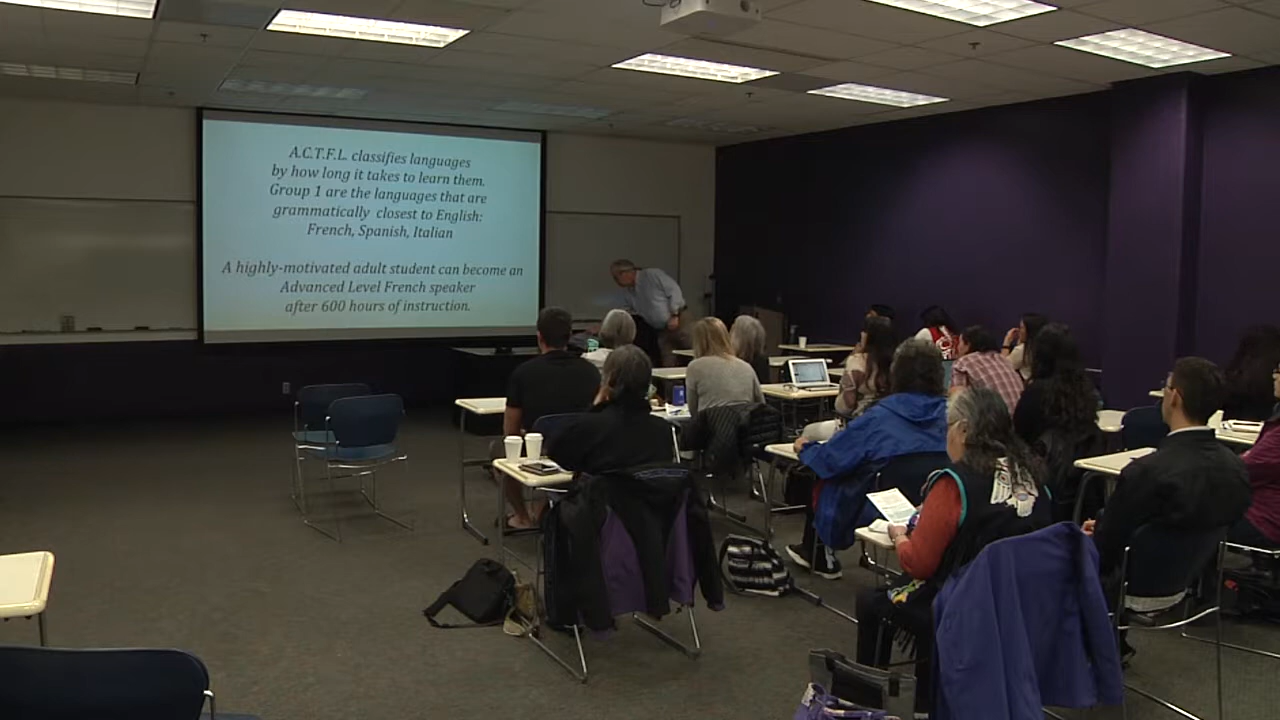 A.C.T.F.L. classifies languages
by how long it takes to learn them.
Group 1 are the languages that are
grammatically closest to English:
French, Spanish, Italian
A highly-motivated adult student can become an
Advanced Level French speaker
after 600 hours of instruction.